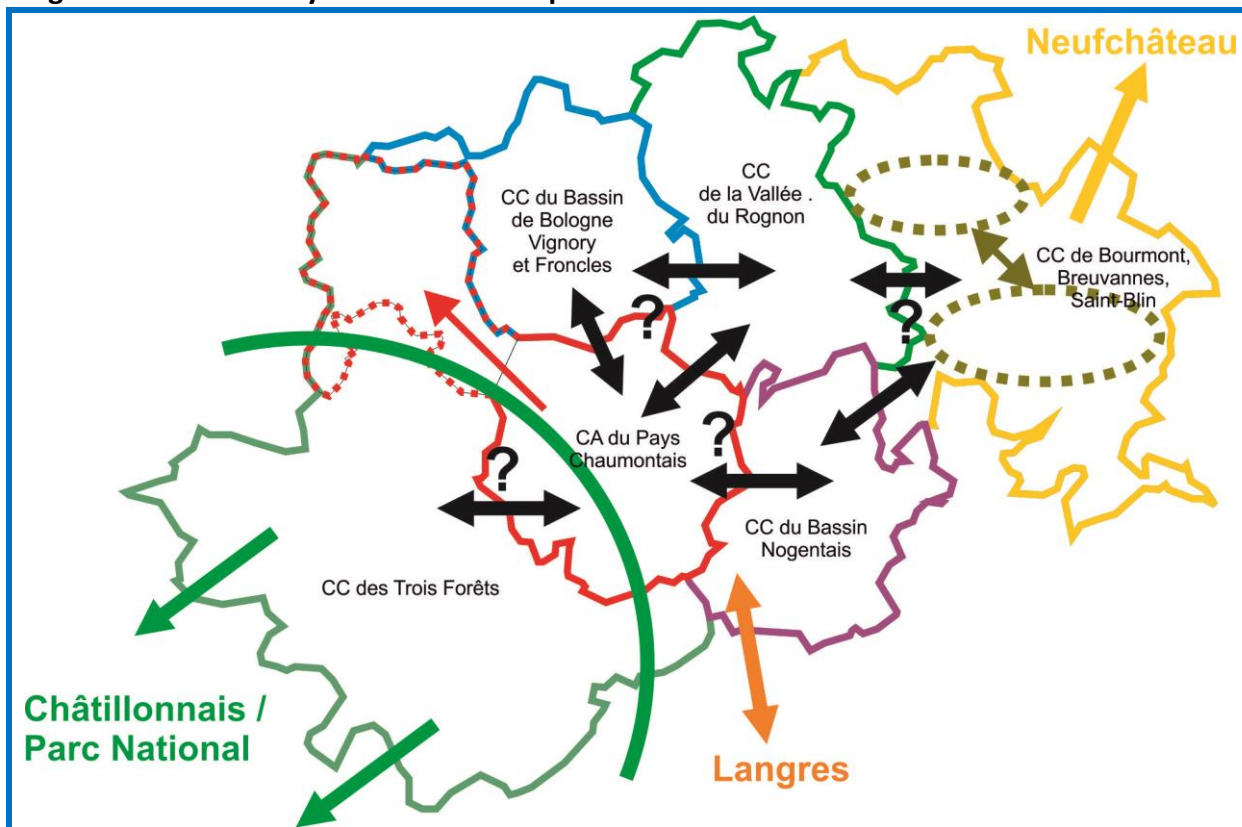 Neufchâteau
CC
de la Vallée .
du Rognon
CC du Bassin
de Bologne
Vignory
et Froncles
CC de Bourmont,
Breuvannes,
Saint-Blin
?
?
CA du Pays
Chaumontais
?
?
CC du Bassin
Nogentais
CC des Trois Forêts
Châtillonnais /
Parc National
Langres